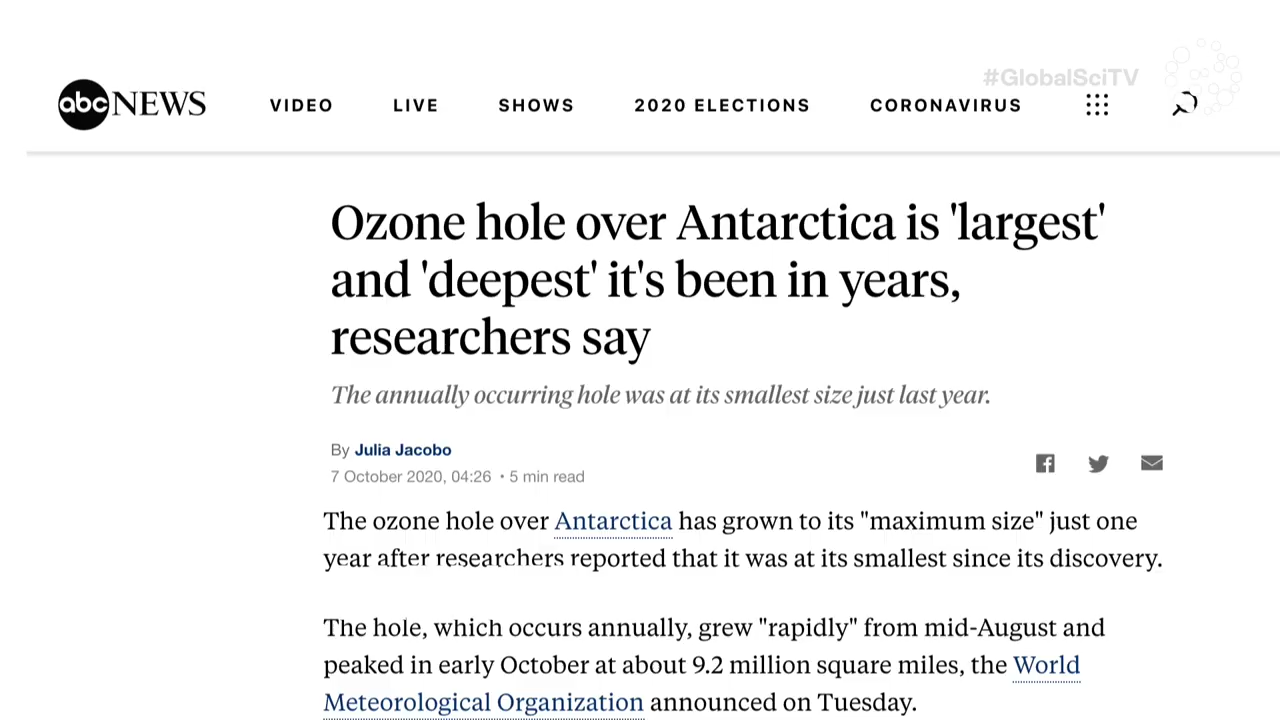 #GlobalSciTV
abc NEWS VIDEO LIVE SHOWS 2020 ELECTIONS CORONAVIRUS
Ozone hole over Antarctica is 'largest'
and 'deepest' it's been in years,
researchers say
The annually occurring hole was at its smallest size just last year.
By Julia Jacobo
7 October 2020, 04:26 • 5 min read
The ozone hole over Antarctica has grown to its "maximum size" just one
year after researchers reported that it was at its smallest since its discovery.
The hole, which occurs annually, grew "rapidly" from mid-August and
peaked in early October at about 9.2 million square miles, the World
Meteorological Organization announced on Tuesday.